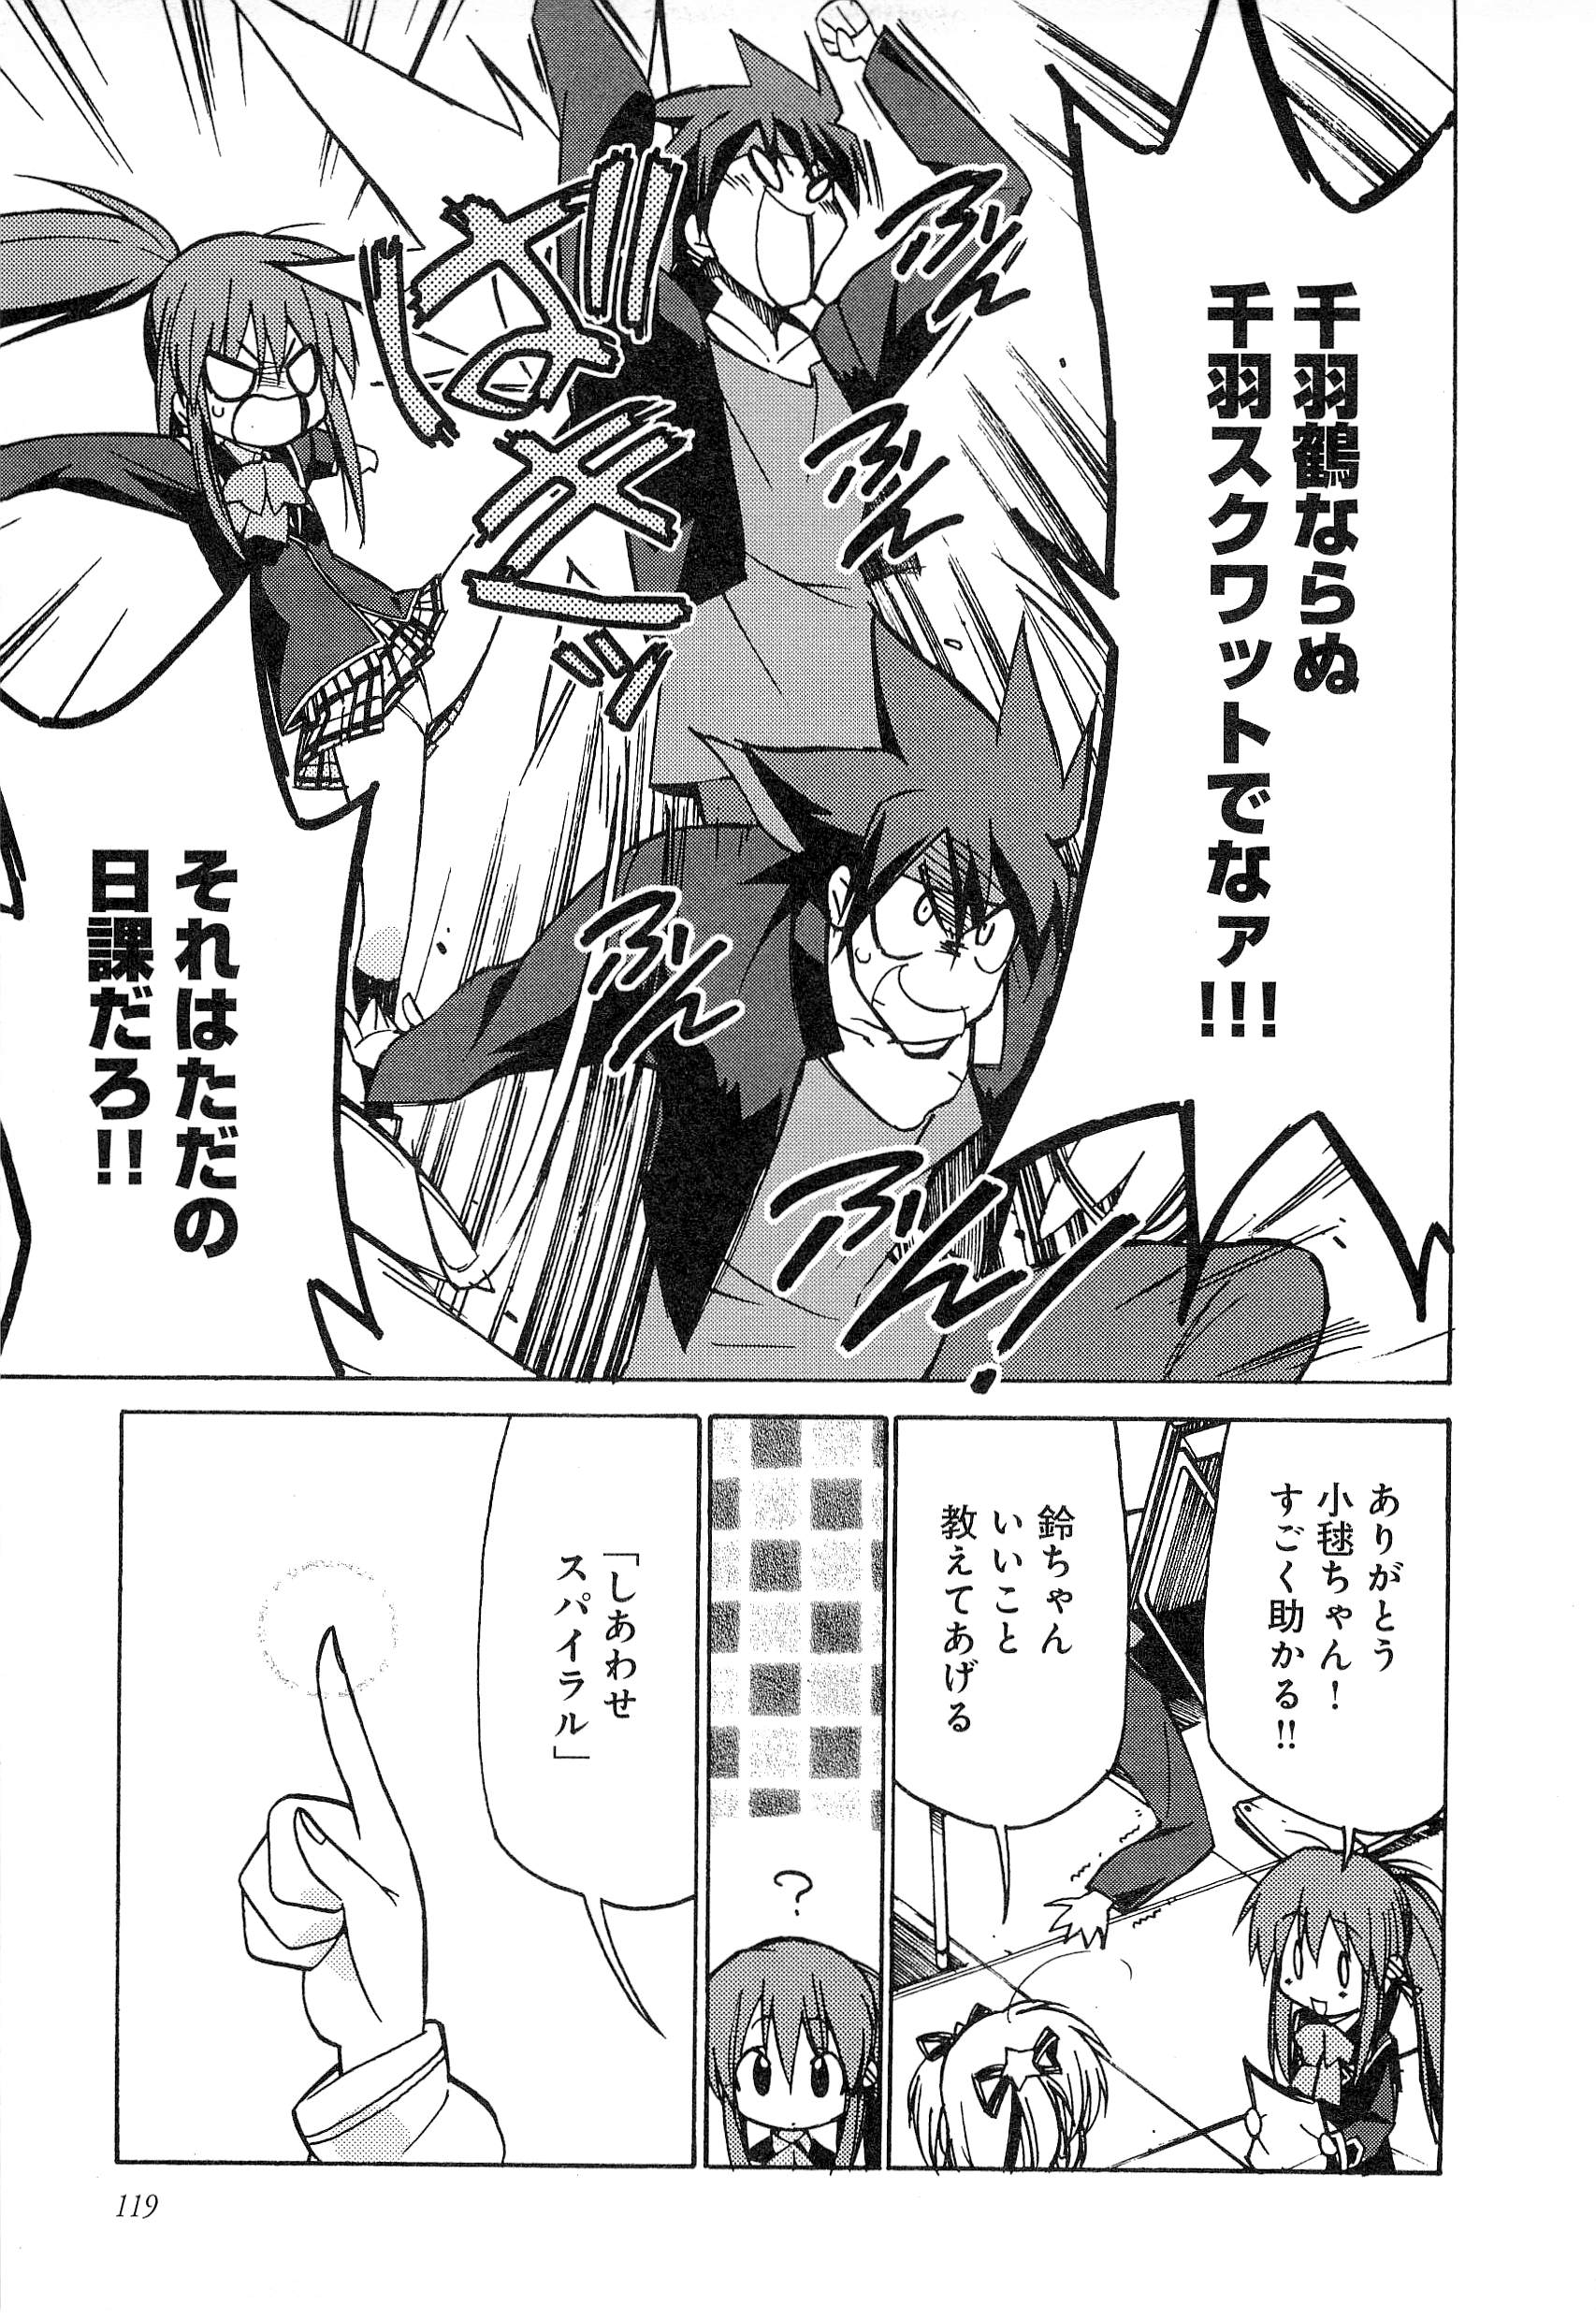 千羽鶴ならぬ
千羽スクワットでなァ!!!
ふん
ふん
ふん
ふん!
ばきッ
それはただの
日課だろ!!
ありがとう
小毬ちゃん!
すごく助かる!!
鈴ちゃん
いいこと
教えてあげる
?
「しあわせ
スパイラル」
119